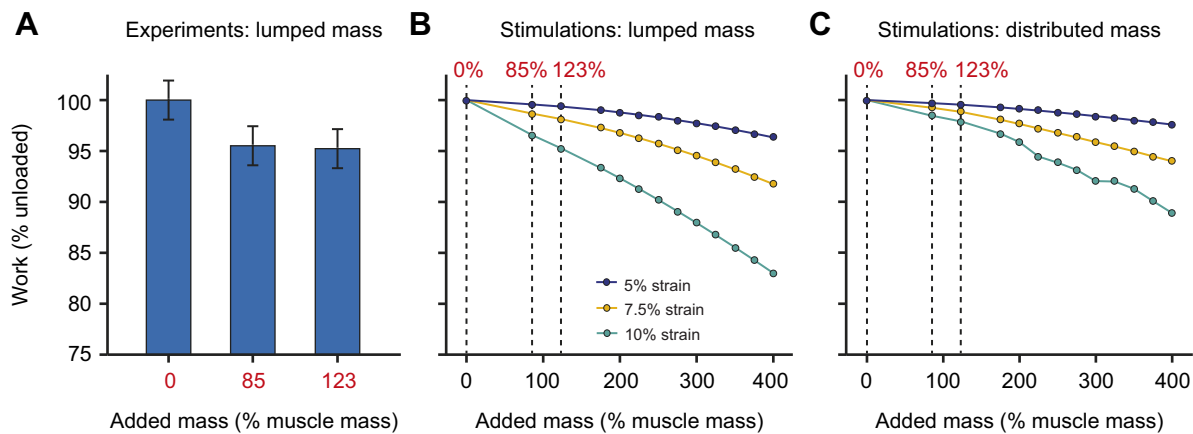 A
Experiments: lumped mass
Work (% unloaded)
100
95
90
85
80
75
0
85
123
Added mass (% muscle mass)
B
Stimulations: lumped mass
0%
85%
123%
5% strain
7.5% strain
10% strain
0
100
200
300
400
Added mass (% muscle mass)
C
Stimulations: distributed mass
0%
85%
123%
0
100
200
300
400
Added mass (% muscle mass)